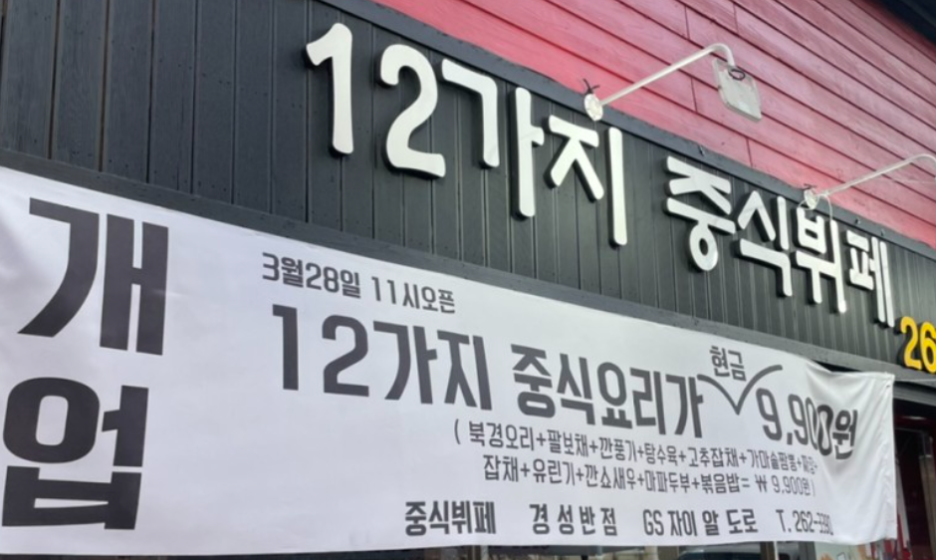 12가지 중식뷔페
26
개업
3월28일 11시오픈
현금
12가지 중식요리가 9,900원
( 북경오리+팔보채+깐풍기+탕수육+고추잡채+가마솥짬뽕+
잡채+유린기+깐쇼새우+마파두부+볶음밥= ₩ 9.900원)
중식뷔페 경성반점 GS 자이 앞 도로 T. 262-